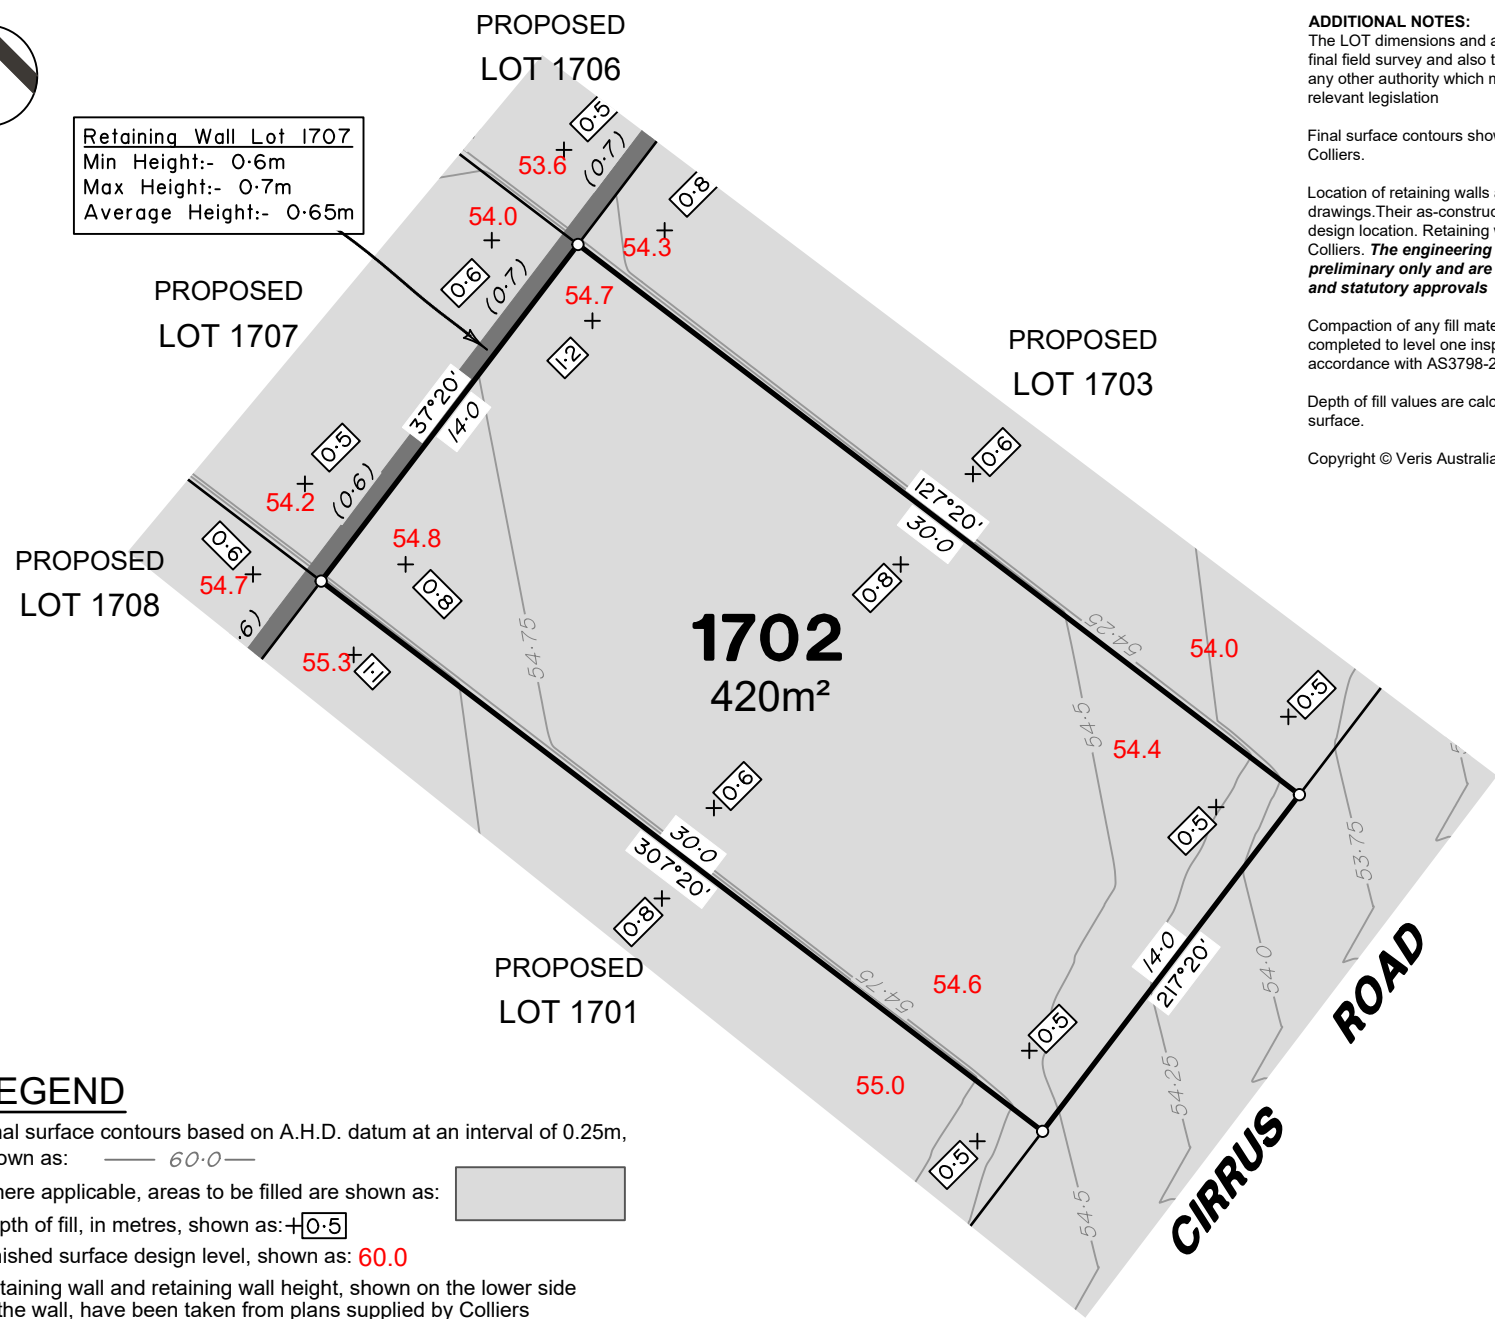 PROPOSED
LOT 1706
ADDITIONAL NOTES:
The LOT dimensions and
final field survey and also
any other authority which
relevant legislation
Final surface contours
Colliers.
Location of retaining walls
drawings.Their
design location. Retaining
Colliers. The engineering
preliminary only and are
and statutory approvals
Compaction of any fill
completed to level one
accordance with
Depth of fill values are
surface.
Copyright © Veris Australia
Retaining Wall Lot 1707
Min Height:- 0·6m
Max Height:- 0·7m
Average Height:- 0·65m
0·5
53.6
(0·7)
0·8
54.0
54.3
0·6
(0·7)
54.7
1·2
PROPOSED
LOT 1707
PROPOSED
LOT 1703
37°20'
14·0
0·5
54.2
(0·6)
0·6
127°20'
30·0
0·6
54.7
54.8
0·8
0·8
PROPOSED
LOT 1708
.6)
55.3
1·1
54·75
1702
420m²
54·25
54.0
0·5
54·5
54.4
0·6
0·5
53·75
30·0
307°20'
0·8
14·0
217°20'
54·0
PROPOSED
LOT 1701
54·75
54.6
0·5
55.0
54·25
0·5
54·5
CIRRUS ROAD
EGEND
nal surface contours based on A.H.D. datum at an interval of 0.25m,
own as: 60·0
here applicable, areas to be filled are shown as:
pth of fill, in metres, shown as: 0·5
nished surface design level, shown as: 60.0
taining wall and retaining wall height, shown on the lower side
the wall, have been taken from plans supplied by Colliers